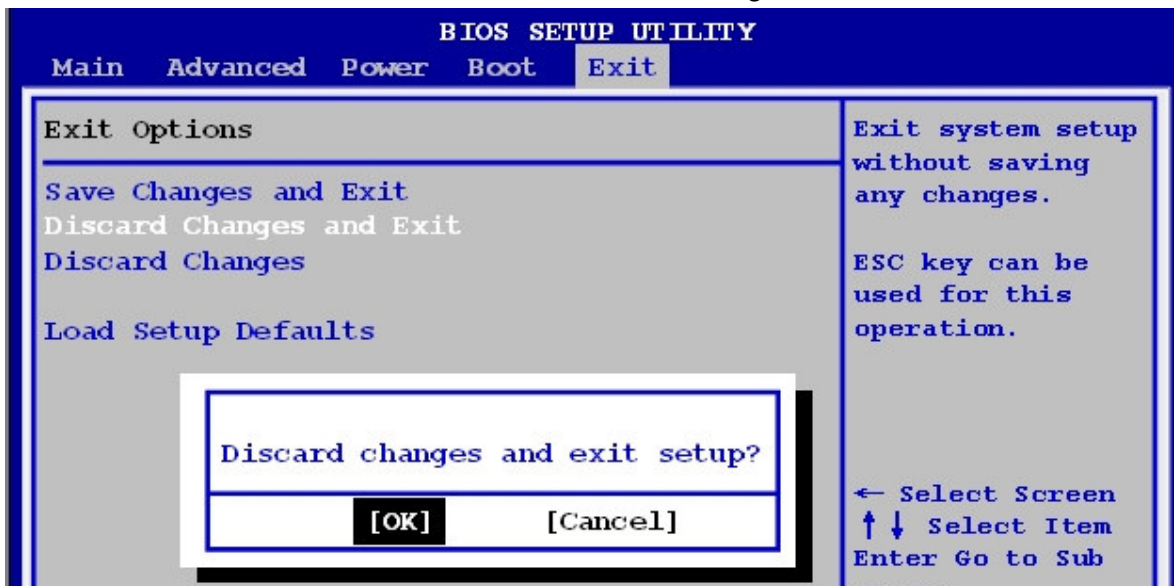 BIOS SETUP UTILITY
Main Advanced Power Boot Exit
Exit Options
Save Changes and Exit
Discard Changes and Exit
Discard Changes
Load Setup Defaults
Discard changes and exit setup?
[OK] [Cancel]
Exit system setup
without saving
any changes.
ESC key can be
used for this
operation.
← Select Screen
↑↓ Select Item
Enter Go to Sub